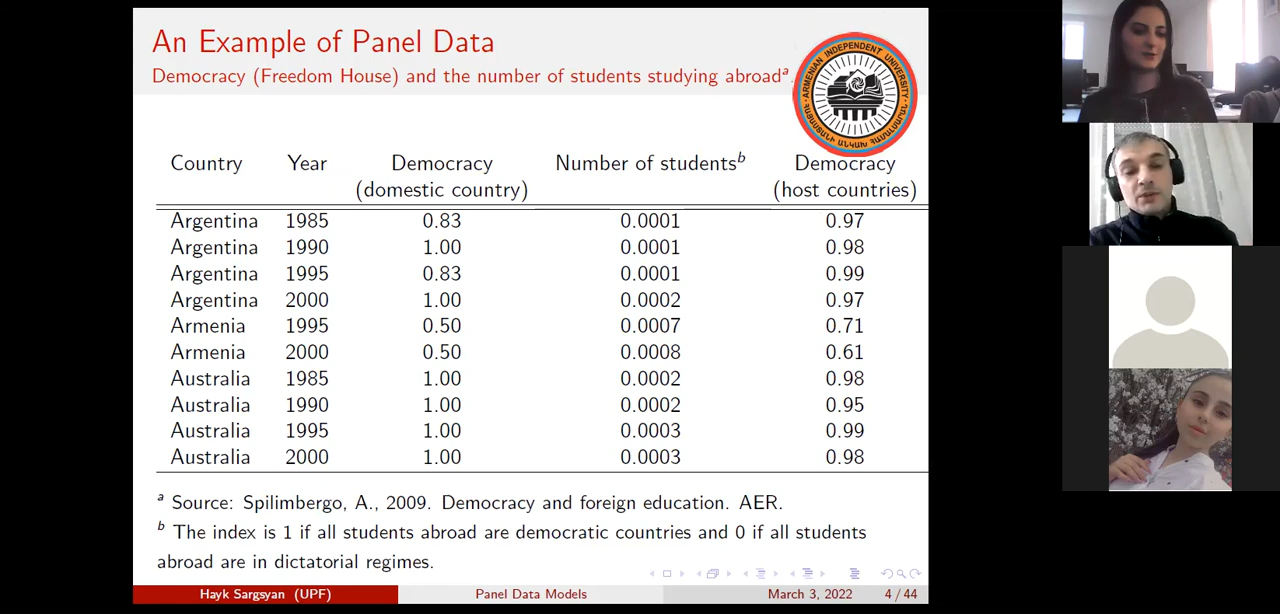 An Example of Panel Data
Democracy (Freedom House) and the number of students studying abroadᵃ.
ARMENIAN INDEPENDENT UNIVERSITY
ՀԱՅԱՍՏԱՆԻ ԱՆԿԱԽ ՀԱՄԱԼՍԱՐԱՆ
Country Year Democracy Number of studentsᵇ Democracy
(domestic country) (host countries)
Argentina 1985 0.83 0.0001 0.97
Argentina 1990 1.00 0.0001 0.98
Argentina 1995 0.83 0.0001 0.99
Argentina 2000 1.00 0.0002 0.97
Armenia 1995 0.50 0.0007 0.71
Armenia 2000 0.50 0.0008 0.61
Australia 1985 1.00 0.0002 0.98
Australia 1990 1.00 0.0002 0.95
Australia 1995 1.00 0.0003 0.99
Australia 2000 1.00 0.0003 0.98
ᵃ Source: Spilimbergo, A., 2009. Democracy and foreign education. AER.
ᵇ The index is 1 if all students abroad are democratic countries and 0 if all students
abroad are in dictatorial regimes.
Hayk Sargsyan (UPF) Panel Data Models March 3, 2022 4 / 44